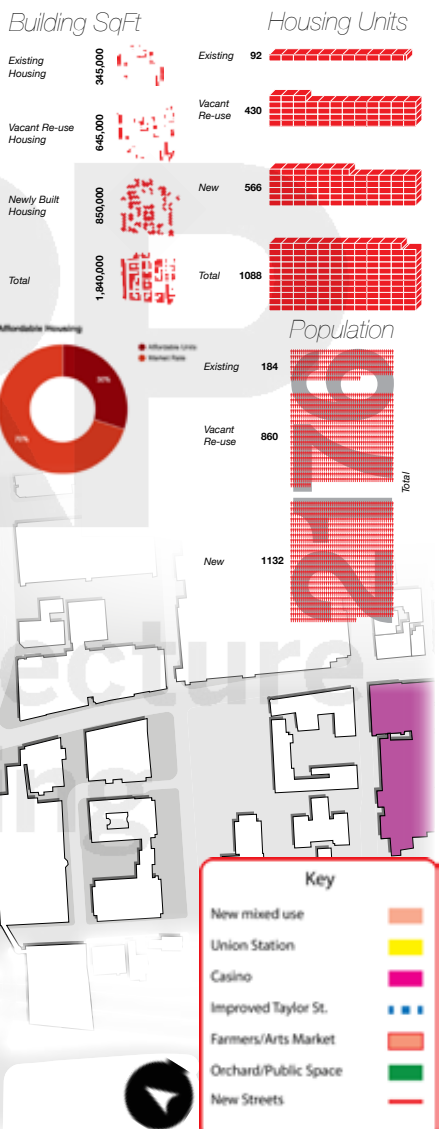 Building SqFt
Existing
Housing
345,000
Vacant Re-use
Housing
645,000
Newly Built
Housing
850,000
Total
1,840,000
Housing Units
Existing 92
Vacant
Re-use
430
New 566
Total 1088
Affordable Housing
Affordable Units
Market Rate
30%
70%
Population
Existing 184
Vacant
Re-use
860
New 1132
2176
Total
ecture
ing
Key
New mixed use
Union Station
Casino
Improved Taylor St.
Farmers/Arts Market
Orchard/Public Space
New Streets